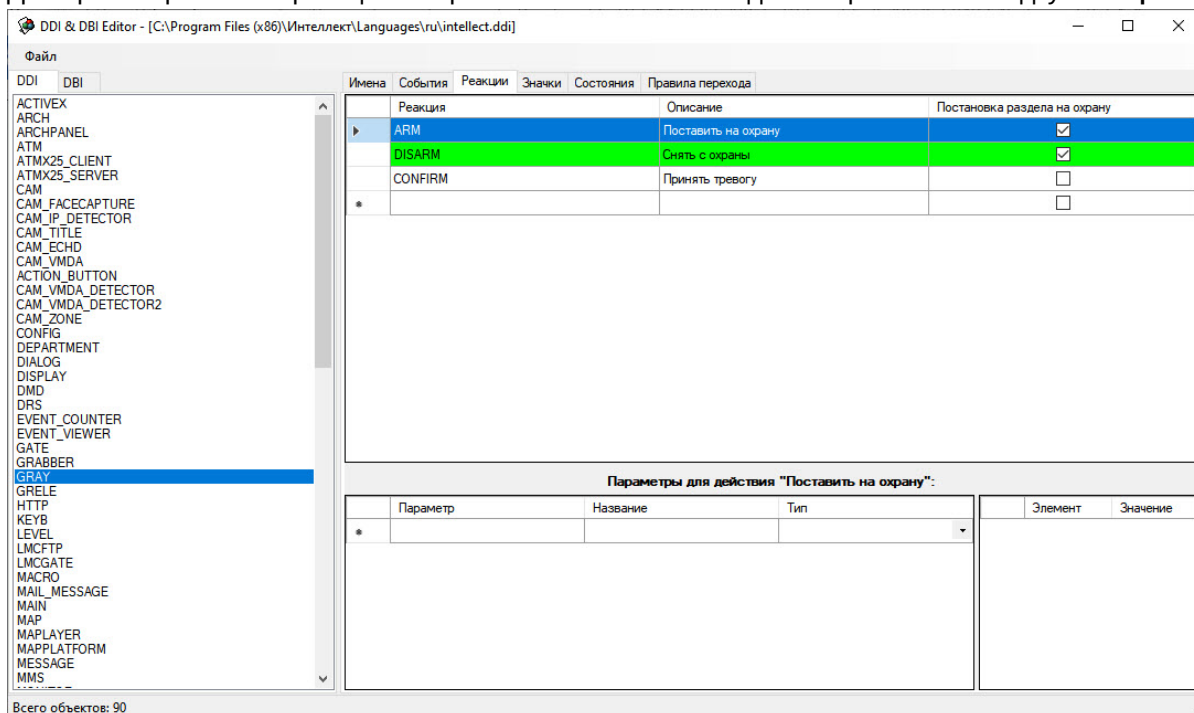 DDI & DBI Editor - [C:\Program Files (x86)\Интеллект\Languages\ru\intellect.ddi]
Файл
DDI DBI
Имена События Реакции Значки Состояния Правила перехода
ACTIVEX
ARCH
ARCHPANEL
ATM
ATMX25_CLIENT
ATMX25_SERVER
CAM
CAM_FACECAPTURE
CAM_IP_DETECTOR
CAM_TITLE
CAM_ECHD
CAM_VMDA
ACTION_BUTTON
CAM_VMDA_DETECTOR
CAM_VMDA_DETECTOR2
CAM_ZONE
CONFIG
DEPARTMENT
DIALOG
DISPLAY
DMD
DRS
EVENT_COUNTER
EVENT_VIEWER
GATE
GRABBER
GRAY
GRELE
HTTP
KEYB
LEVEL
LMCFTP
LMCGATE
MACRO
MAIL_MESSAGE
MAIN
MAP
MAPLAYER
MAPPLATFORM
MESSAGE
MMS
Реакция Описание Постановка раздела на охрану
ARM Поставить на охрану
DISARM Снять с охраны
CONFIRM Принять тревогу
Параметры для действия "Поставить на охрану":
Параметр Название Тип
Элемент Значение
Всего объектов: 90